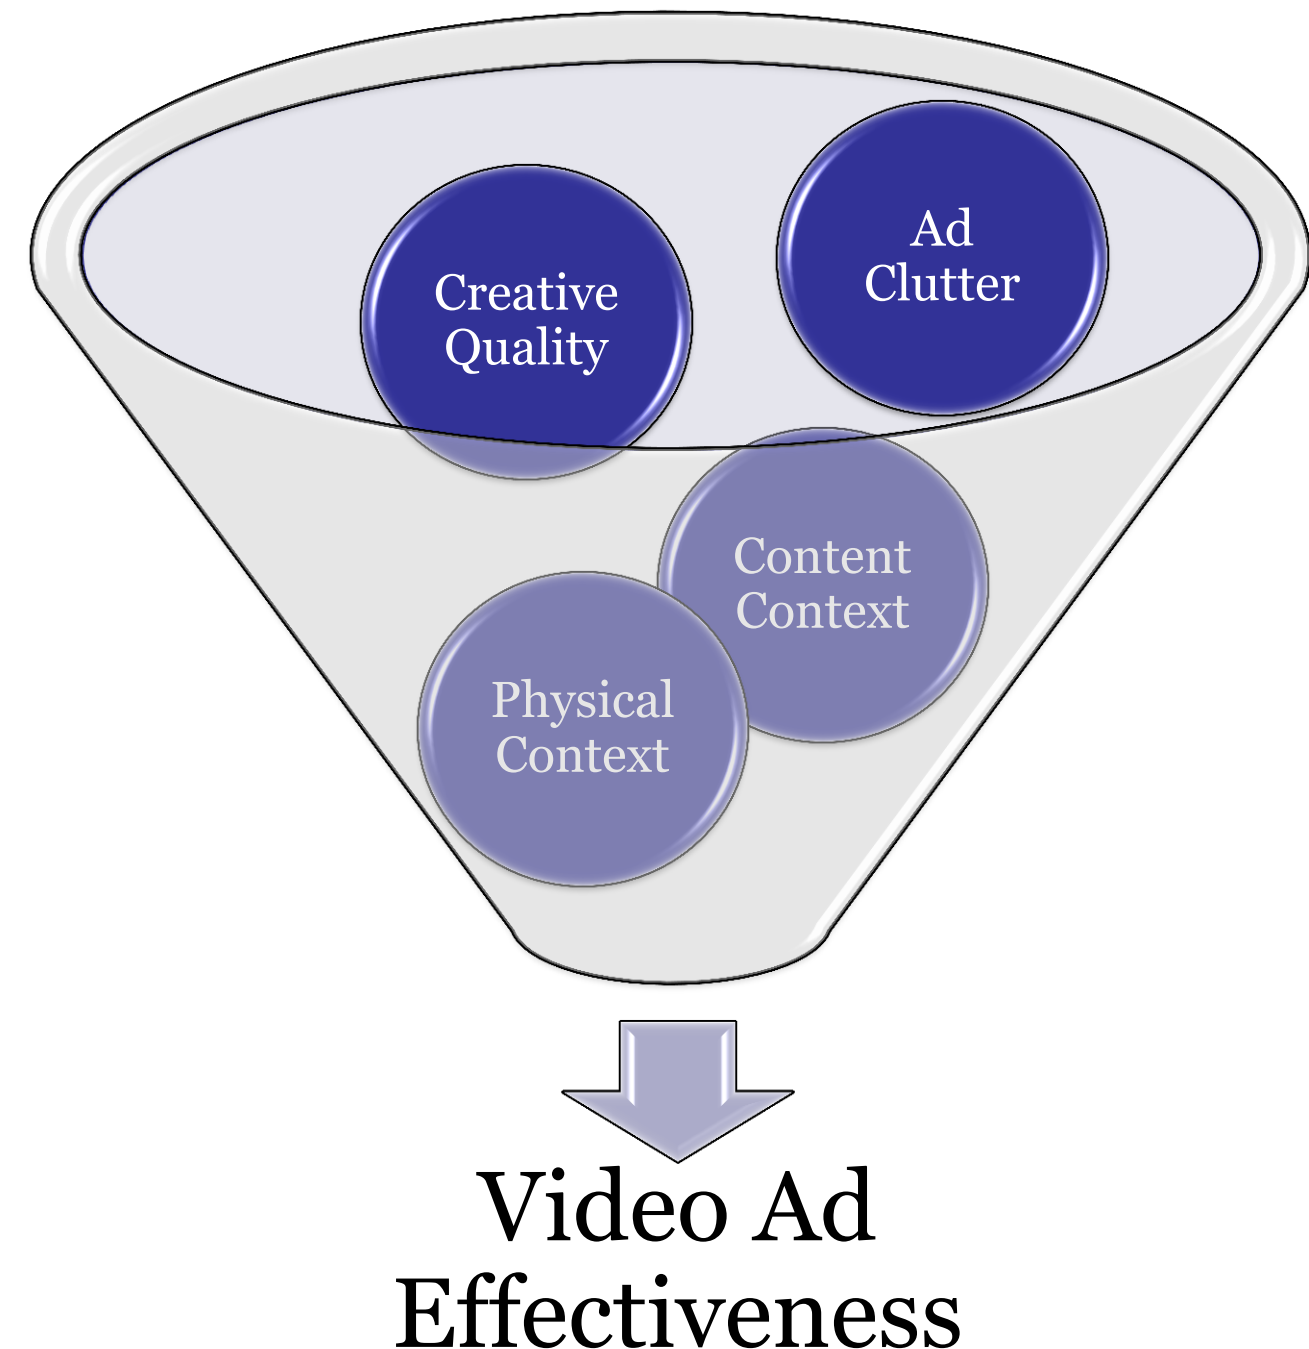 Ad
Clutter
Creative
Quality
Content
Context
Physical
Context
Video Ad
Effectiveness